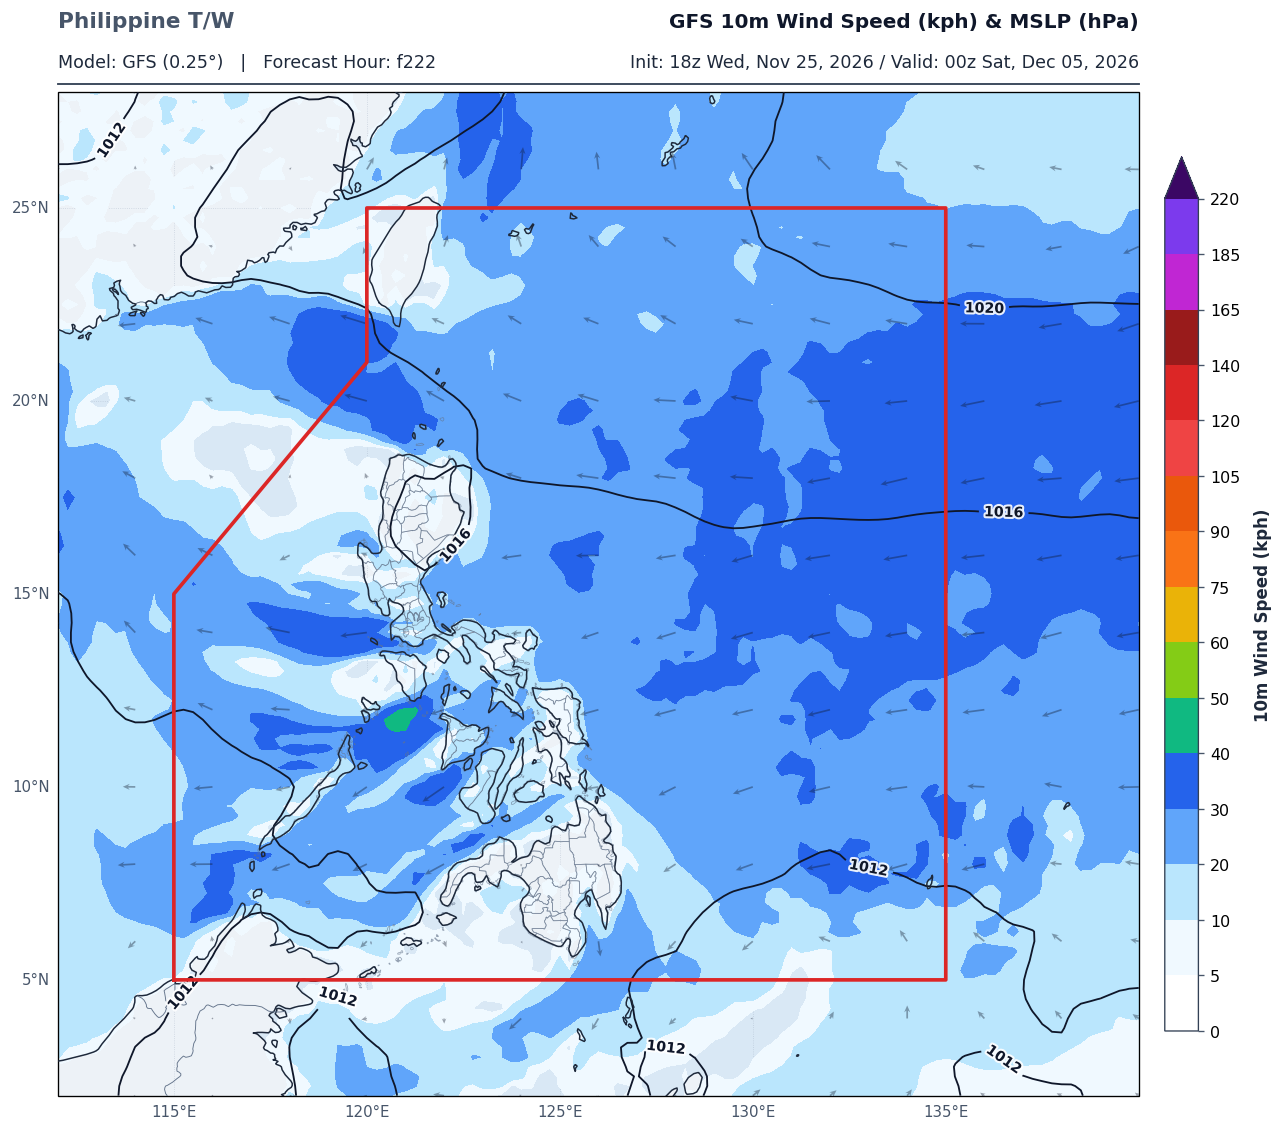 Philippine T/W
GFS 10m Wind Speed (kph) & MSLP (hPa)
Model: GFS (0.25°) | Forecast Hour: f222
Init: 18z Wed, Nov 25, 2026 / Valid: 00z Sat, Dec 05, 2026
1012
25°N
1020
20°N
1016
1016
15°N
10°N
1012
5°N
1012
1012
1012
1012
115°E
120°E
125°E
130°E
135°E
220
185
165
140
120
105
90
75
60
50
40
30
20
10
5
0
10m Wind Speed (kph)